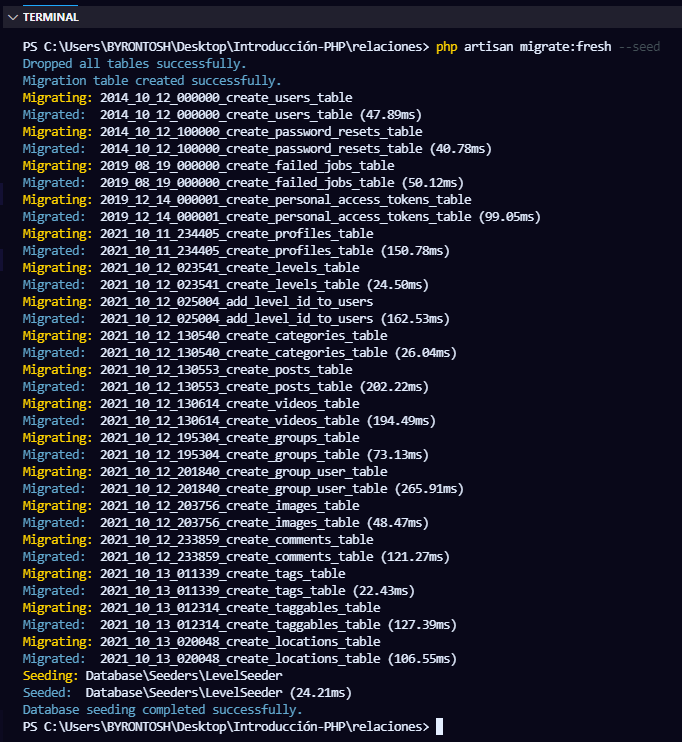 TERMINAL
PS C:\Users\BYRONTOSH\Desktop\Introducción-PHP\relaciones> php artisan migrate:fresh --seed
Dropped all tables successfully.
Migration table created successfully.
Migrating: 2014_10_12_000000_create_users_table
Migrated:  2014_10_12_000000_create_users_table (47.89ms)
Migrating: 2014_10_12_100000_create_password_resets_table
Migrated:  2014_10_12_100000_create_password_resets_table (40.78ms)
Migrating: 2019_08_19_000000_create_failed_jobs_table
Migrated:  2019_08_19_000000_create_failed_jobs_table (50.12ms)
Migrating: 2019_12_14_000001_create_personal_access_tokens_table
Migrated:  2019_12_14_000001_create_personal_access_tokens_table (99.05ms)
Migrating: 2021_10_11_234405_create_profiles_table
Migrated:  2021_10_11_234405_create_profiles_table (150.78ms)
Migrating: 2021_10_12_023541_create_levels_table
Migrated:  2021_10_12_023541_create_levels_table (24.50ms)
Migrating: 2021_10_12_025004_add_level_id_to_users
Migrated:  2021_10_12_025004_add_level_id_to_users (162.53ms)
Migrating: 2021_10_12_130540_create_categories_table
Migrated:  2021_10_12_130540_create_categories_table (26.04ms)
Migrating: 2021_10_12_130553_create_posts_table
Migrated:  2021_10_12_130553_create_posts_table (202.22ms)
Migrating: 2021_10_12_130614_create_videos_table
Migrated:  2021_10_12_130614_create_videos_table (194.49ms)
Migrating: 2021_10_12_195304_create_groups_table
Migrated:  2021_10_12_195304_create_groups_table (73.13ms)
Migrating: 2021_10_12_201840_create_group_user_table
Migrated:  2021_10_12_201840_create_group_user_table (265.91ms)
Migrating: 2021_10_12_203756_create_images_table
Migrated:  2021_10_12_203756_create_images_table (48.47ms)
Migrating: 2021_10_12_233859_create_comments_table
Migrated:  2021_10_12_233859_create_comments_table (121.27ms)
Migrating: 2021_10_13_011339_create_tags_table
Migrated:  2021_10_13_011339_create_tags_table (22.43ms)
Migrating: 2021_10_13_012314_create_taggables_table
Migrated:  2021_10_13_012314_create_taggables_table (127.39ms)
Migrating: 2021_10_13_020048_create_locations_table
Migrated:  2021_10_13_020048_create_locations_table (106.55ms)
Seeding: Database\Seeders\LevelSeeder
Seeded:  Database\Seeders\LevelSeeder (24.21ms)
Database seeding completed successfully.
PS C:\Users\BYRONTOSH\Desktop\Introducción-PHP\relaciones>